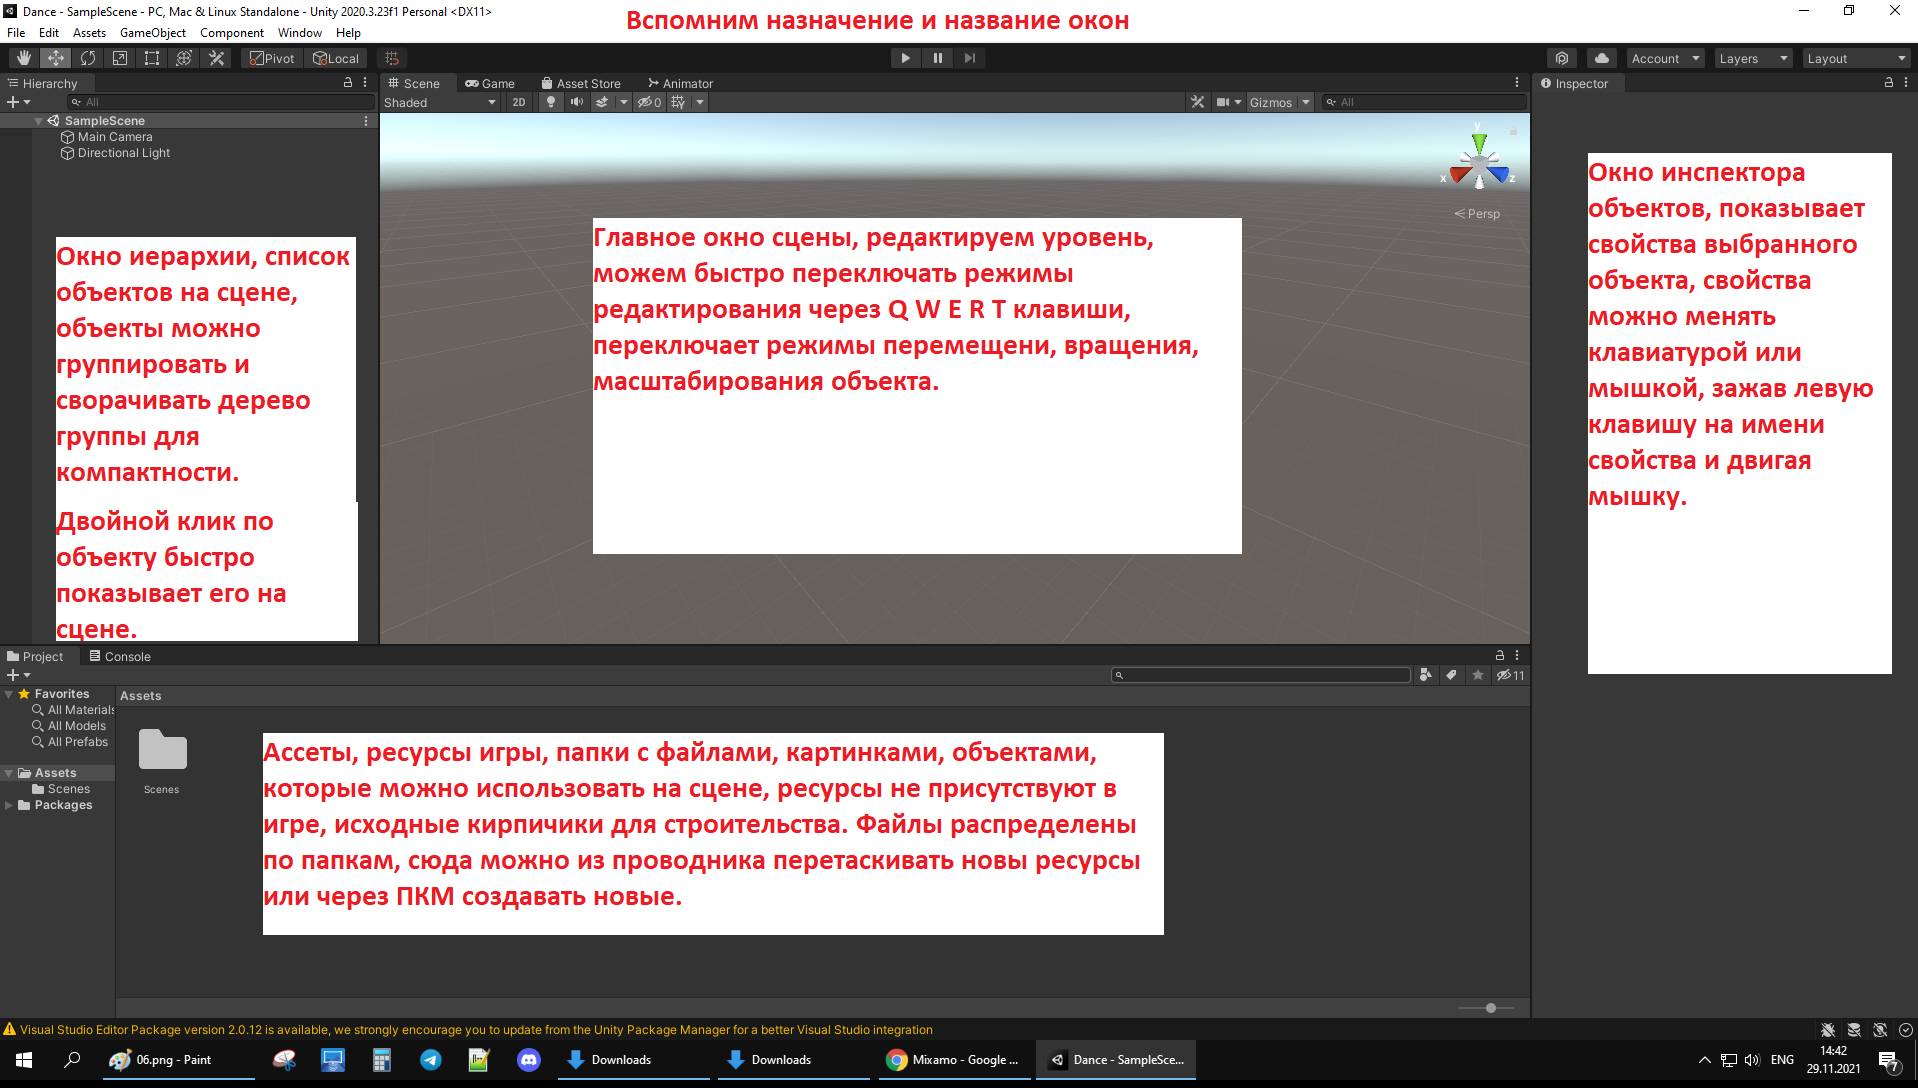 Dance - SampleScene - PC, Mac & Linux Standalone - Unity 2020.3.23f1 Personal <DX11>
Вспомним назначение и название окон
File Edit Assets GameObject Component Window Help
Pivot Local Account Layers Layout
Hierarchy
Scene Game Asset Store Animator
Inspector
All
Shaded 2D 0 Gizmos All
SampleScene
Main Camera
Directional Light
y
x z
Persp
Окно иерархии, список
объектов на сцене,
объекты можно
группировать и
сворачивать дерево
группы для
компактности.
Двойной клик по
объекту быстро
показывает его на
сцене.
Главное окно сцены, редактируем уровень,
можем быстро переключать режимы
редактирования через Q W E R T клавиши,
переключает режимы перемещени, вращения,
масштабирования объекта.
Окно инспектора
объектов, показывает
свойства выбранного
объекта, свойства
можно менять
клавиатурой или
мышкой, зажав левую
клавишу на имени
свойства и двигая
мышку.
Project Console
11
Favorites
All Materials
All Models
All Prefabs
Assets
Scenes
Packages
Assets
Scenes
Ассеты, ресурсы игры, папки с файлами, картинками, объектами,
которые можно использовать на сцене, ресурсы не присутствуют в
игре, исходные кирпичики для строительства. Файлы распределены
по папкам, сюда можно из проводника перетаскивать новы ресурсы
или через ПКМ создавать новые.
Visual Studio Editor Package version 2.0.12 is available, we strongly encourage you to update from the Unity Package Manager for a better Visual Studio integration
06.png - Paint Downloads Downloads Mixamo - Google ... Dance - SampleSce... ENG 14:42
29.11.2021 7